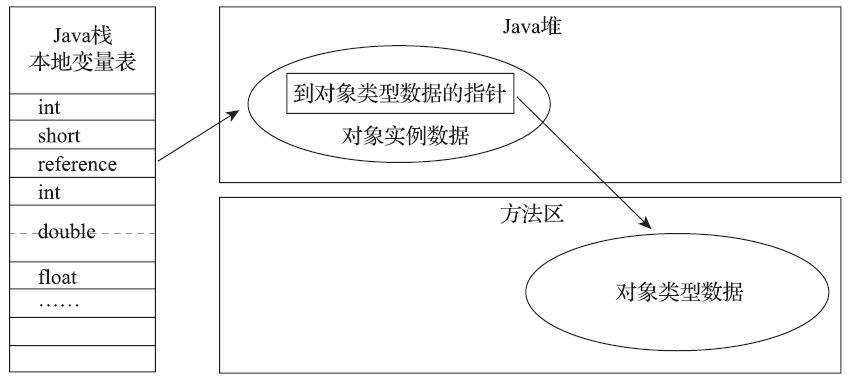 Java栈
本地变量表
int
short
reference
int
double
float
……
Java堆
到对象类型数据的指针
对象实例数据
方法区
对象类型数据